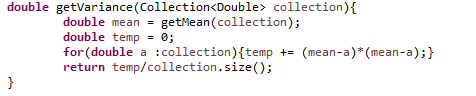 double getVariance(Collection<Double> collection){
        double mean = getMean(collection);
        double temp = 0;
        for(double a :collection){temp += (mean-a)*(mean-a);}
        return temp/collection.size();
}